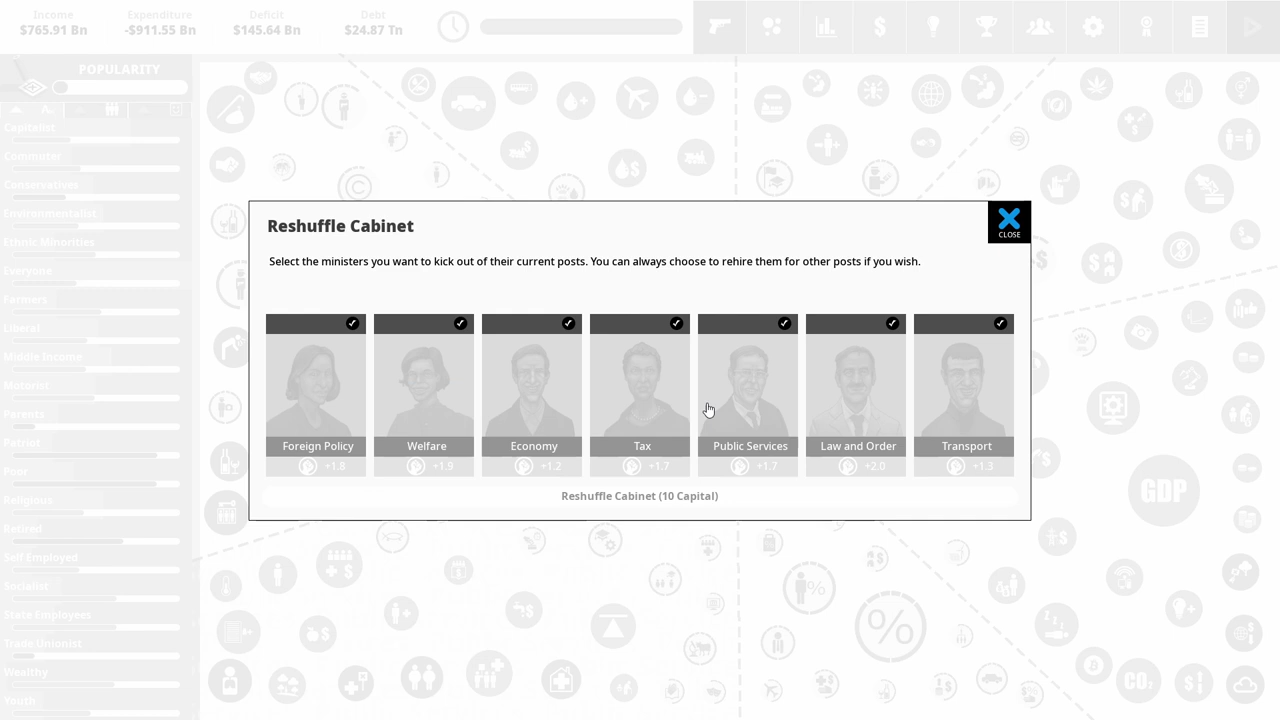 Income
$765.91 Bn
Expenditure
-$911.55 Bn
Deficit
$145.64 Bn
Debt
$24.87 Tn
POPULARITY
Capitalist
Commuter
Conservatives
Environmentalist
Ethnic Minorities
Everyone
Farmers
Liberal
Middle Income
Motorist
Parents
Patriot
Poor
Religious
Retired
Self Employed
Socialist
State Employees
Trade Unionist
Wealthy
Youth
Reshuffle Cabinet
CLOSE
Select the ministers you want to kick out of their current posts. You can always choose to rehire them for other posts if you wish.
Foreign Policy
Welfare
Economy
Tax
Public Services
Law and Order
Transport
+1.8
+1.9
+1.2
+1.7
+1.7
+2.0
+1.3
Reshuffle Cabinet (10 Capital)
GDP
CO₂